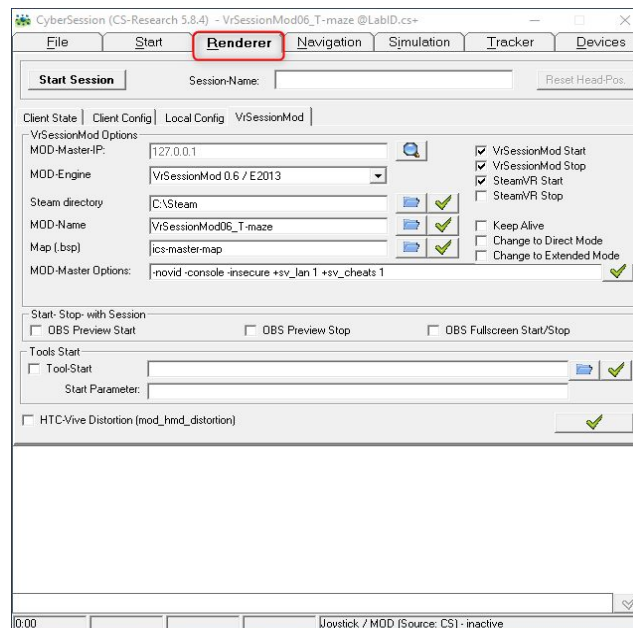 CyberSession (CS-Research 5.8.4) - VrSessionMod06_T-maze @LabID.cs+
File Start Renderer Navigation Simulation Tracker Devices
Start Session Session-Name: Reset Head-Pos.
Client State Client Config Local Config VrSessionMod
VrSessionMod Options
MOD-Master-IP: 127.0.0.1 VrSessionMod Start
VrSessionMod Stop
MOD-Engine VrSessionMod 0.6 / E2013 SteamVR Start
SteamVR Stop
Steam directory C:\Steam
MOD-Name VrSessionMod06_T-maze Keep Alive
Change to Direct Mode
Map (.bsp) ics-master-map Change to Extended Mode
MOD-Master Options: -novid -console -insecure +sv_lan 1 +sv_cheats 1
Start- Stop- with Session
OBS Preview Start OBS Preview Stop OBS Fullscreen Start/Stop
Tools Start
Tool-Start
Start Parameter:
HTC-Vive Distortion (mod_hmd_distortion)
0:00 Joystick / MOD (Source: CS) - inactive